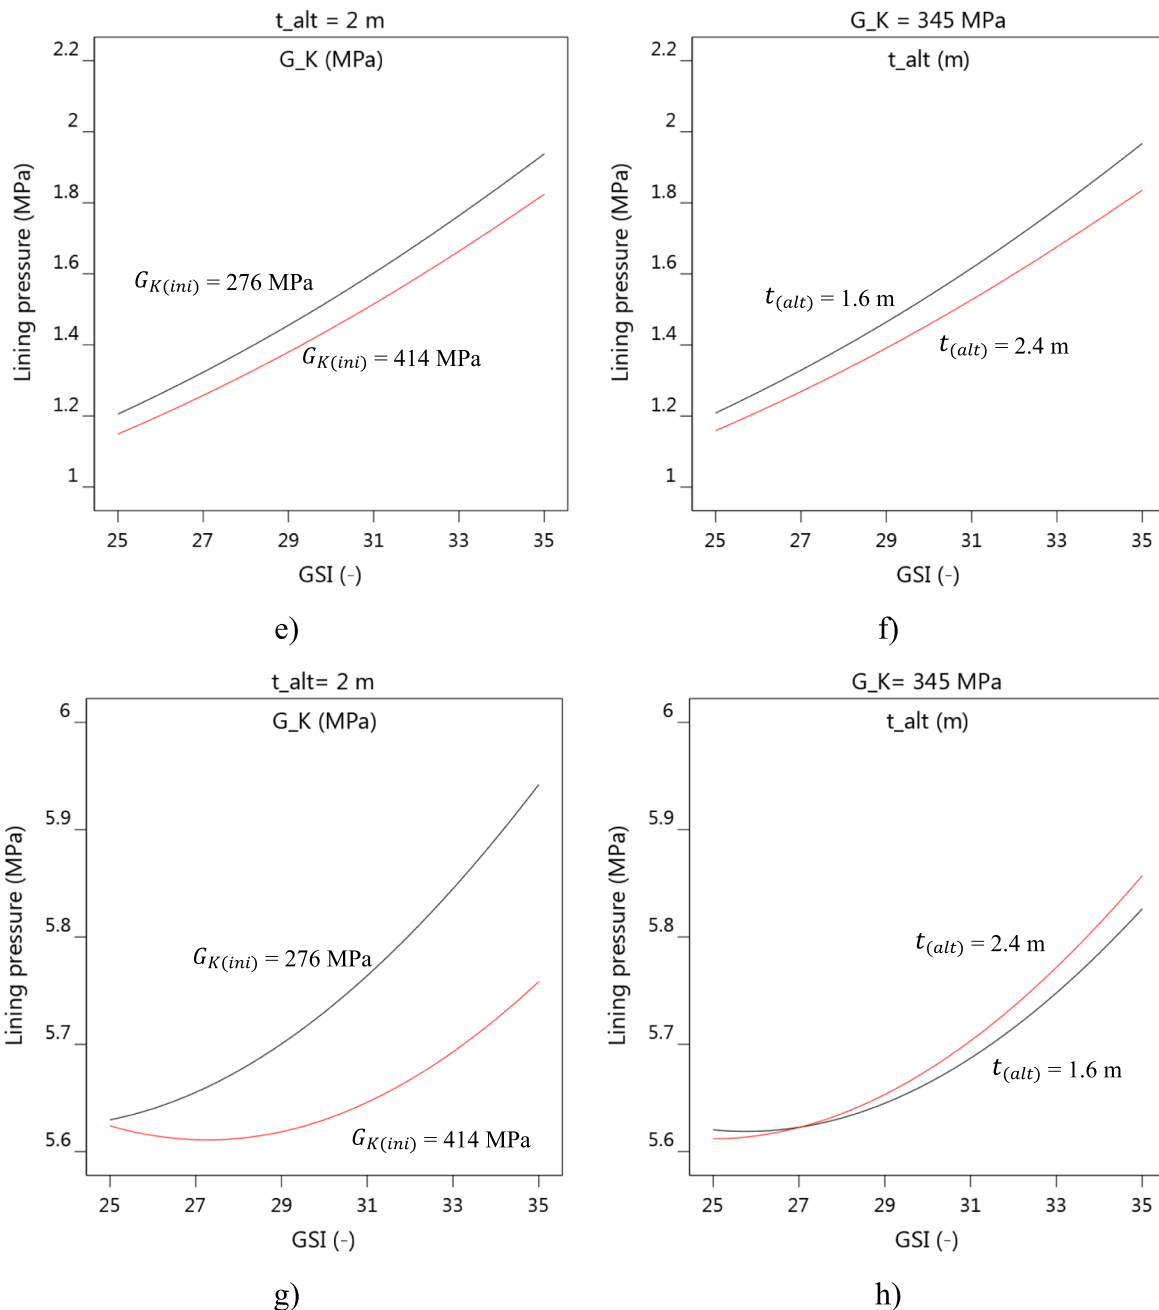 t_alt = 2 m
G_K (MPa)
Lining pressure (MPa)
2.2
2
1.8
1.6
1.4
1.2
1
G_K(ini) = 276 MPa
G_K(ini) = 414 MPa
25 27 29 31 33 35
GSI (-)
e)
G_K = 345 MPa
t_alt (m)
Lining pressure (MPa)
2.2
2
1.8
1.6
1.4
1.2
1
t_(alt) = 1.6 m
t_(alt) = 2.4 m
25 27 29 31 33 35
GSI (-)
f)
t_alt= 2 m
G_K (MPa)
Lining pressure (MPa)
6
5.9
5.8
5.7
5.6
G_K(ini) = 276 MPa
G_K(ini) = 414 MPa
25 27 29 31 33 35
GSI (-)
g)
G_K= 345 MPa
t_alt (m)
Lining pressure (MPa)
6
5.9
5.8
5.7
5.6
t_(alt) = 2.4 m
t_(alt) = 1.6 m
25 27 29 31 33 35
GSI (-)
h)